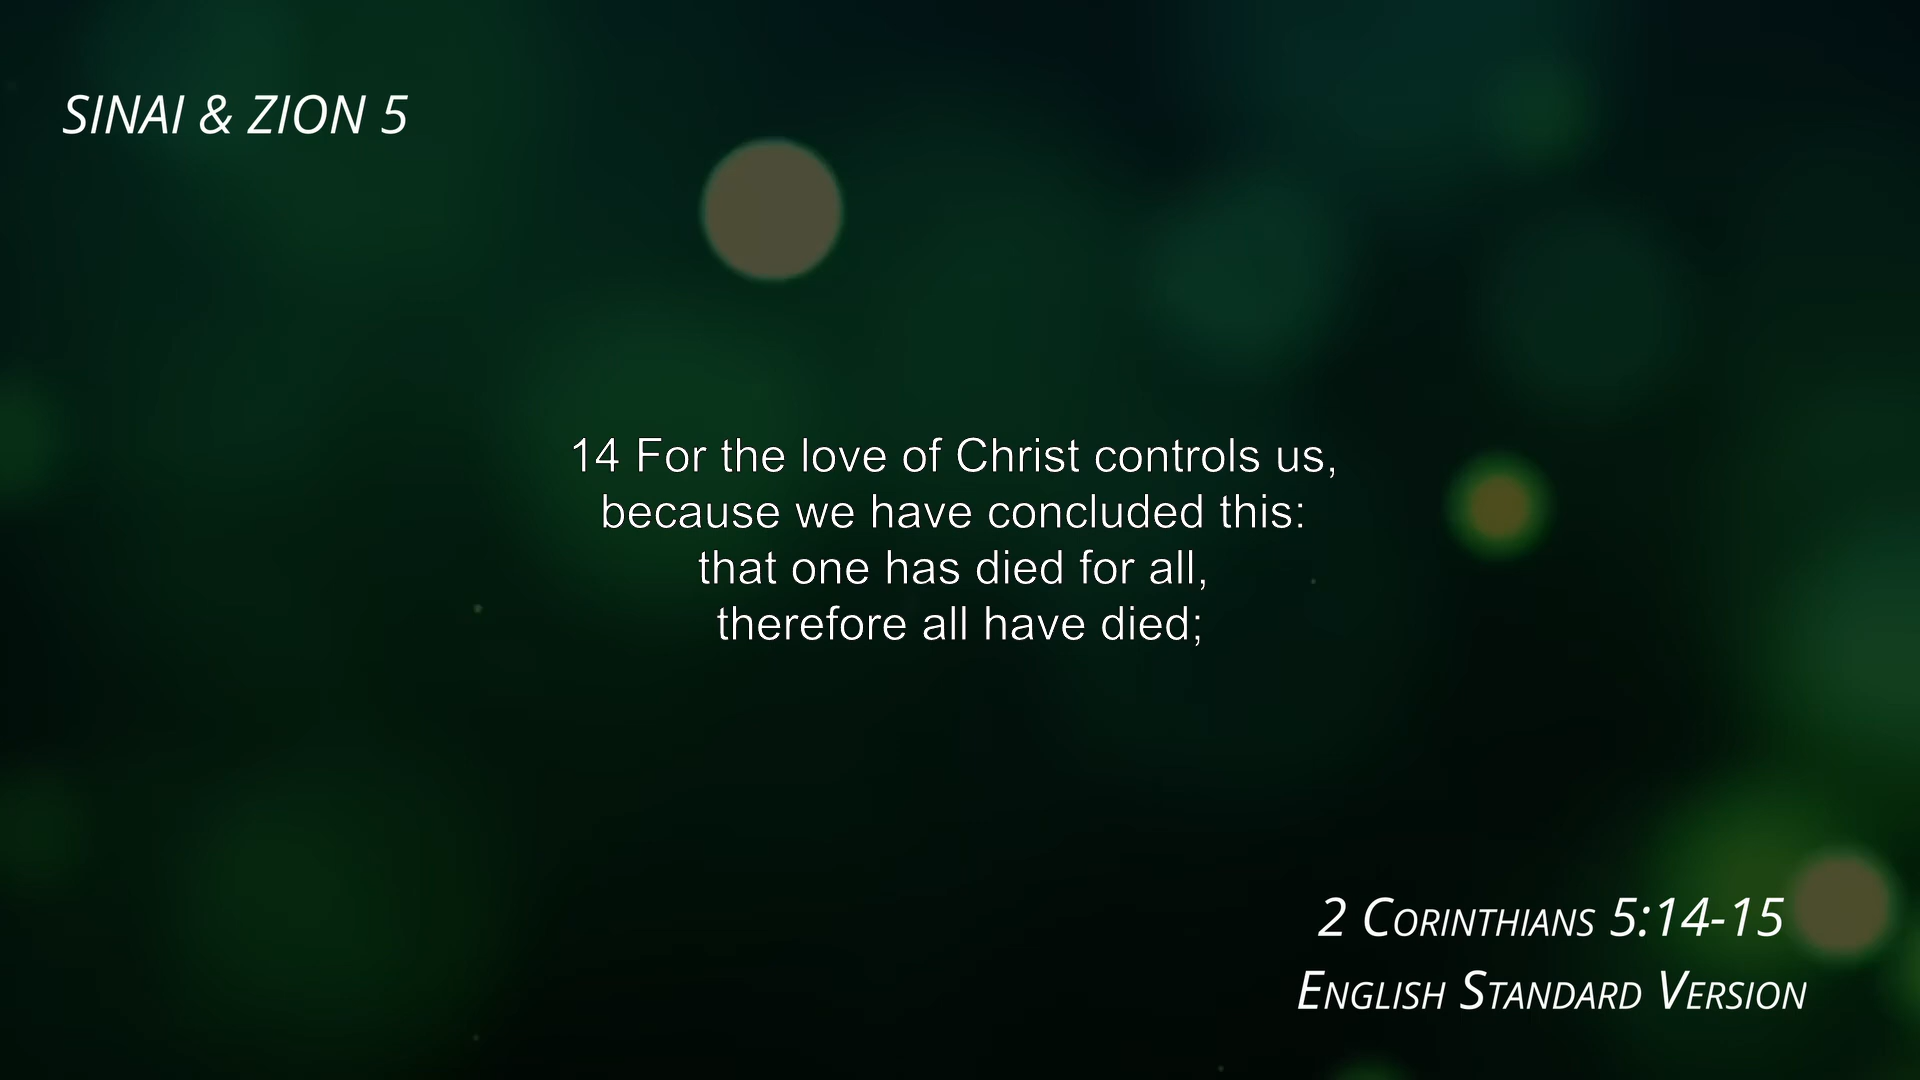 SINAI & ZION 5
14 For the love of Christ controls us,
because we have concluded this:
that one has died for all,
therefore all have died;
2 Corinthians 5:14-15
English Standard Version